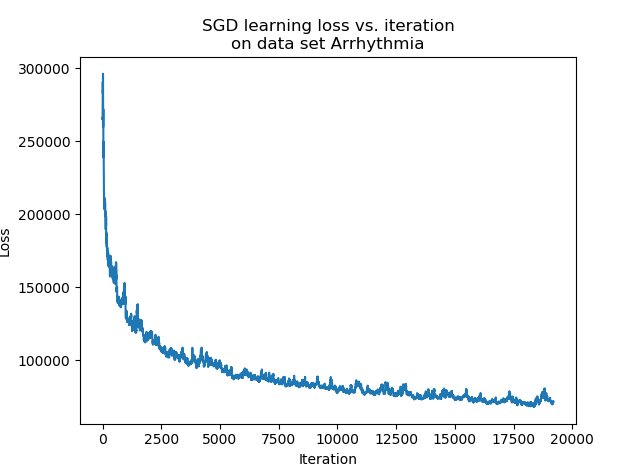 SGD learning loss vs. iteration
on data set Arrhythmia
300000
250000
200000
150000
100000
Loss
0 2500 5000 7500 10000 12500 15000 17500 20000
Iteration